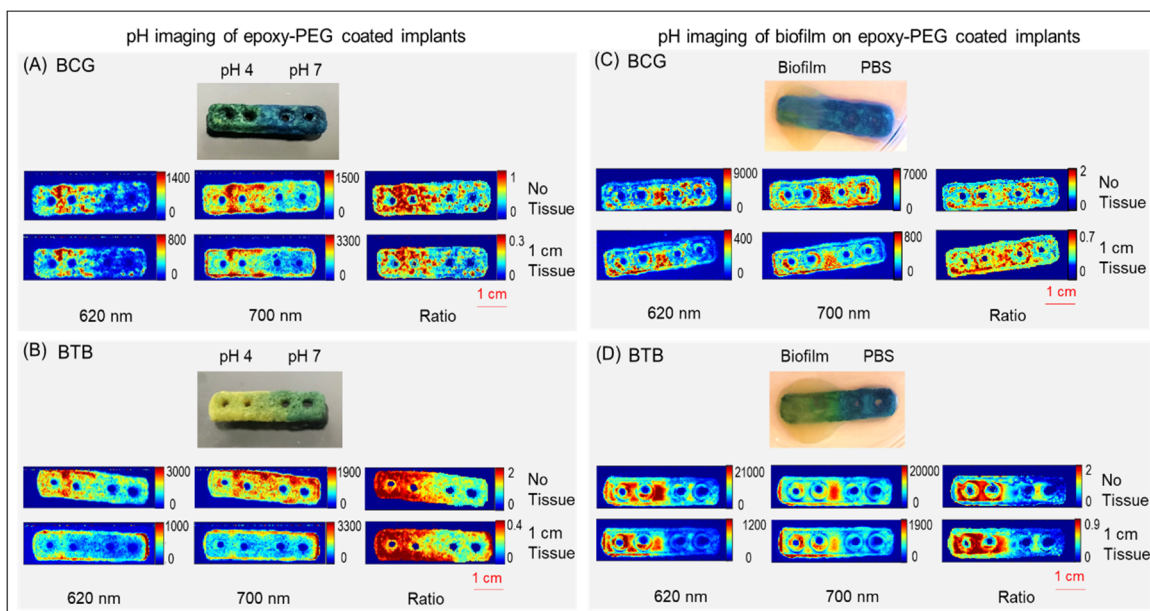 pH imaging of epoxy-PEG coated implants
(A) BCG
pH 4 pH 7
1400
0
1500
0
1
0
No
Tissue
800
0
3300
0
0.3
0
1 cm
Tissue
1 cm
620 nm 700 nm Ratio
(B) BTB
pH 4 pH 7
3000
0
1900
0
2
0
No
Tissue
1000
0
3300
0
0.4
0
1 cm
Tissue
1 cm
620 nm 700 nm Ratio
pH imaging of biofilm on epoxy-PEG coated implants
(C) BCG
Biofilm PBS
9000
0
7000
0
2
0
No
Tissue
400
0
800
0
0.7
0
1 cm
Tissue
1 cm
620 nm 700 nm Ratio
(D) BTB
Biofilm PBS
21000
0
20000
0
2
0
No
Tissue
1200
0
1900
0
0.9
0
1 cm
Tissue
1 cm
620 nm 700 nm Ratio